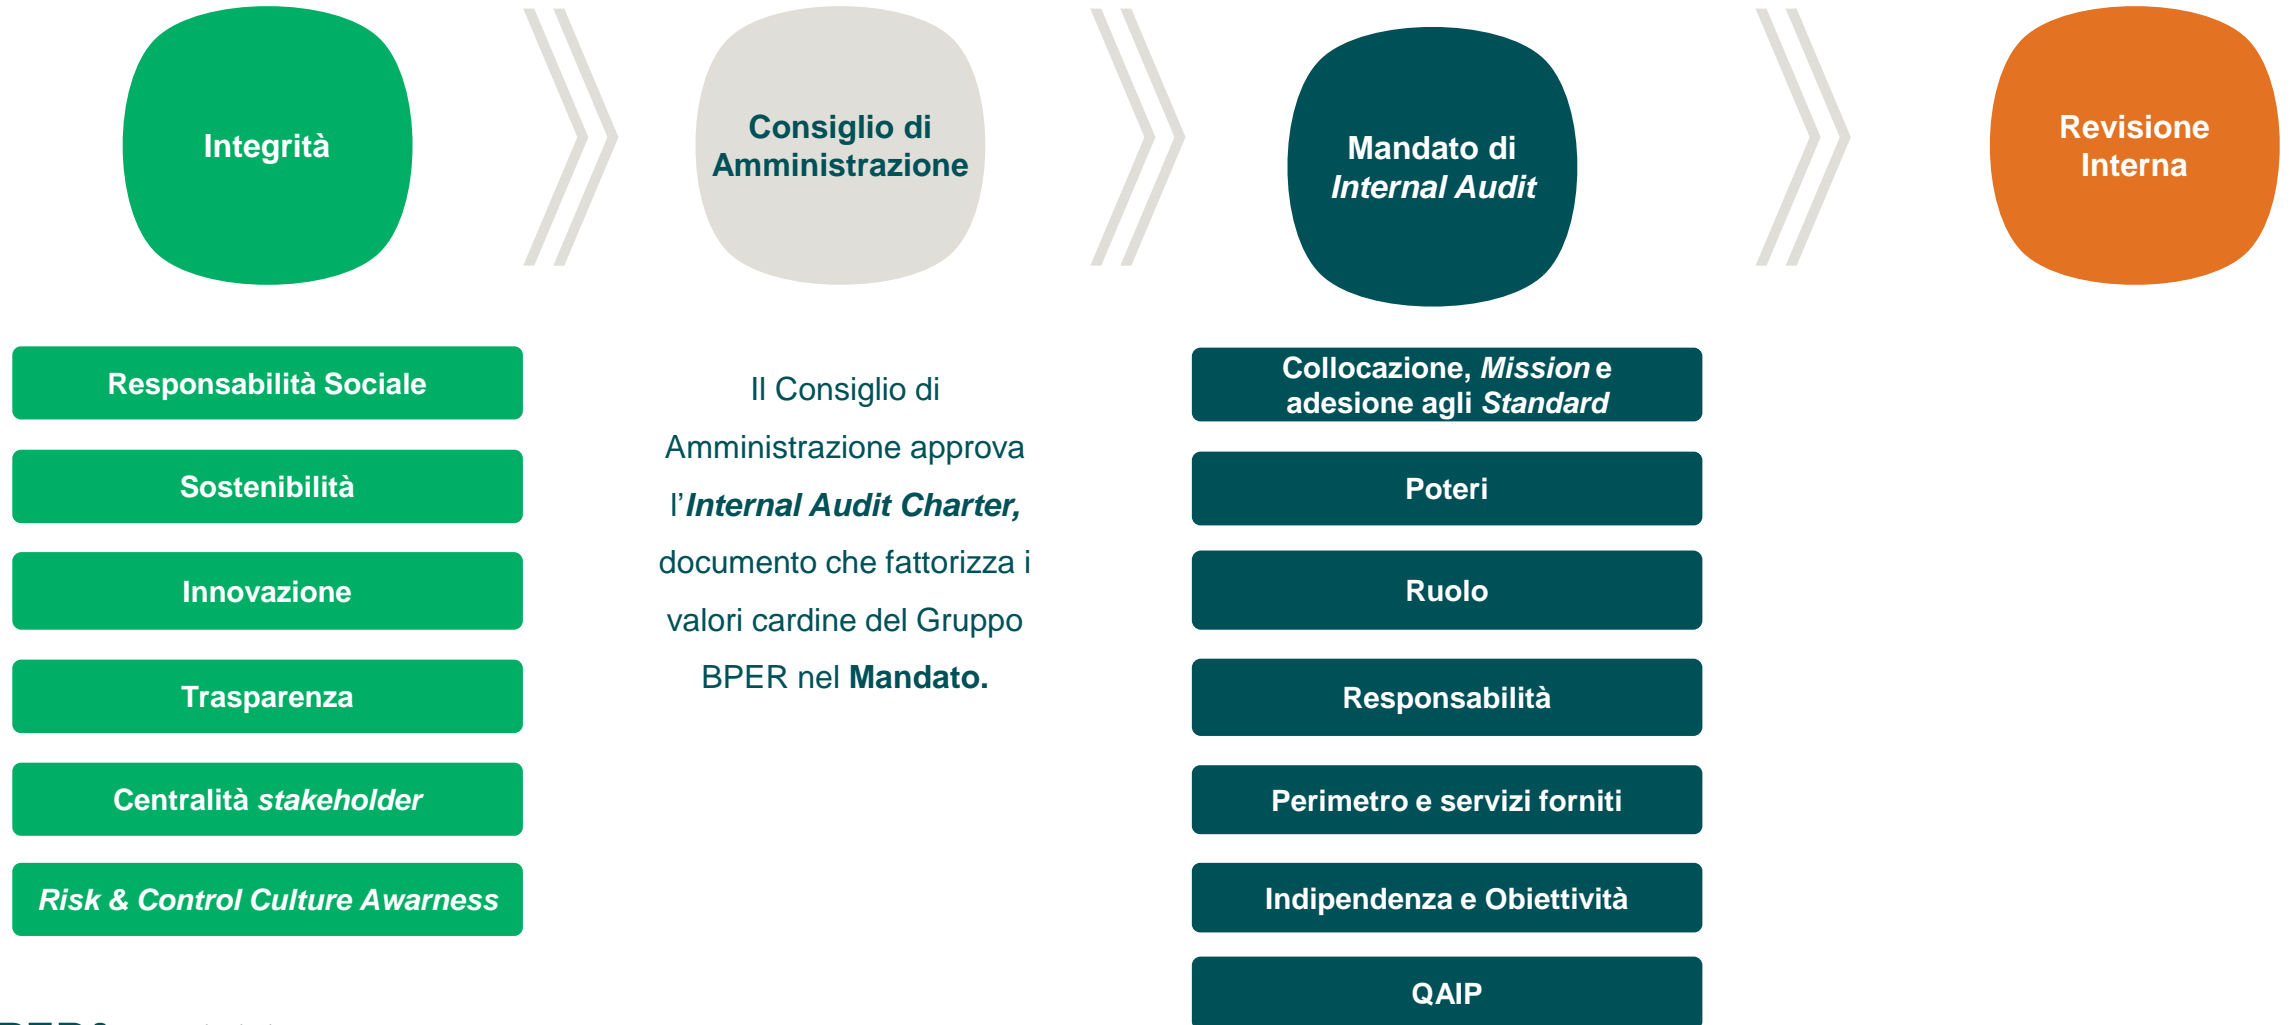 Integrità
Consiglio di
Amministrazione
Mandato di
Internal Audit
Revisione
Interna
Responsabilità Sociale
Sostenibilità
Innovazione
Trasparenza
Centralità stakeholder
Risk & Control Culture Awarness
Il Consiglio di
Amministrazione approva
l’Internal Audit Charter,
documento che fattorizza i
valori cardine del Gruppo
BPER nel Mandato.
Collocazione, Mission e
adesione agli Standard
Poteri
Ruolo
Responsabilità
Perimetro e servizi forniti
Indipendenza e Obiettività
QAIP